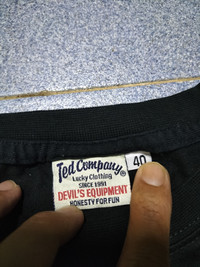 Ted Company
Lucky Clothing
SINCE 1991
DEVIL'S EQUIPMENT
HONESTY FOR FUN
40